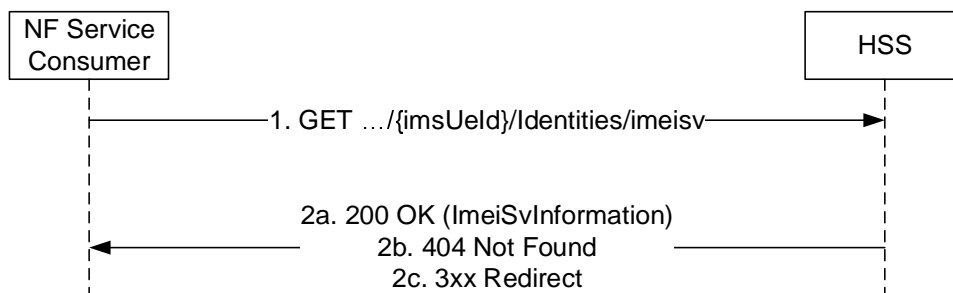 NF Service
Consumer
HSS
1. GET …/{imsUeId}/Identities/imeisv
2a. 200 OK (ImeiSvInformation)
2b. 404 Not Found
2c. 3xx Redirect